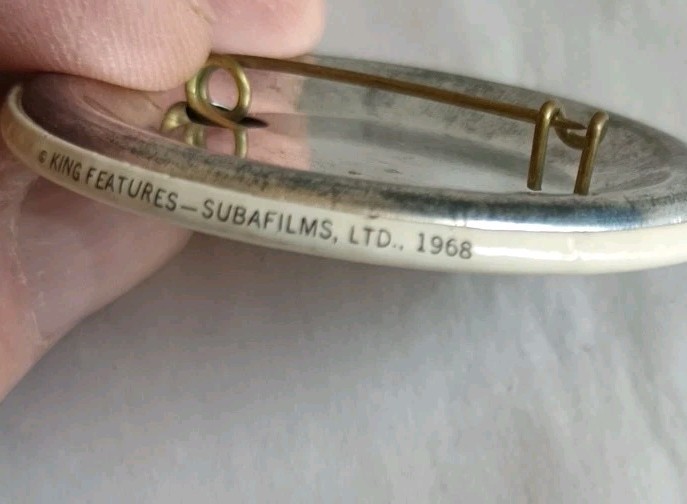 © KING FEATURES—SUBAFILMS, LTD., 1968